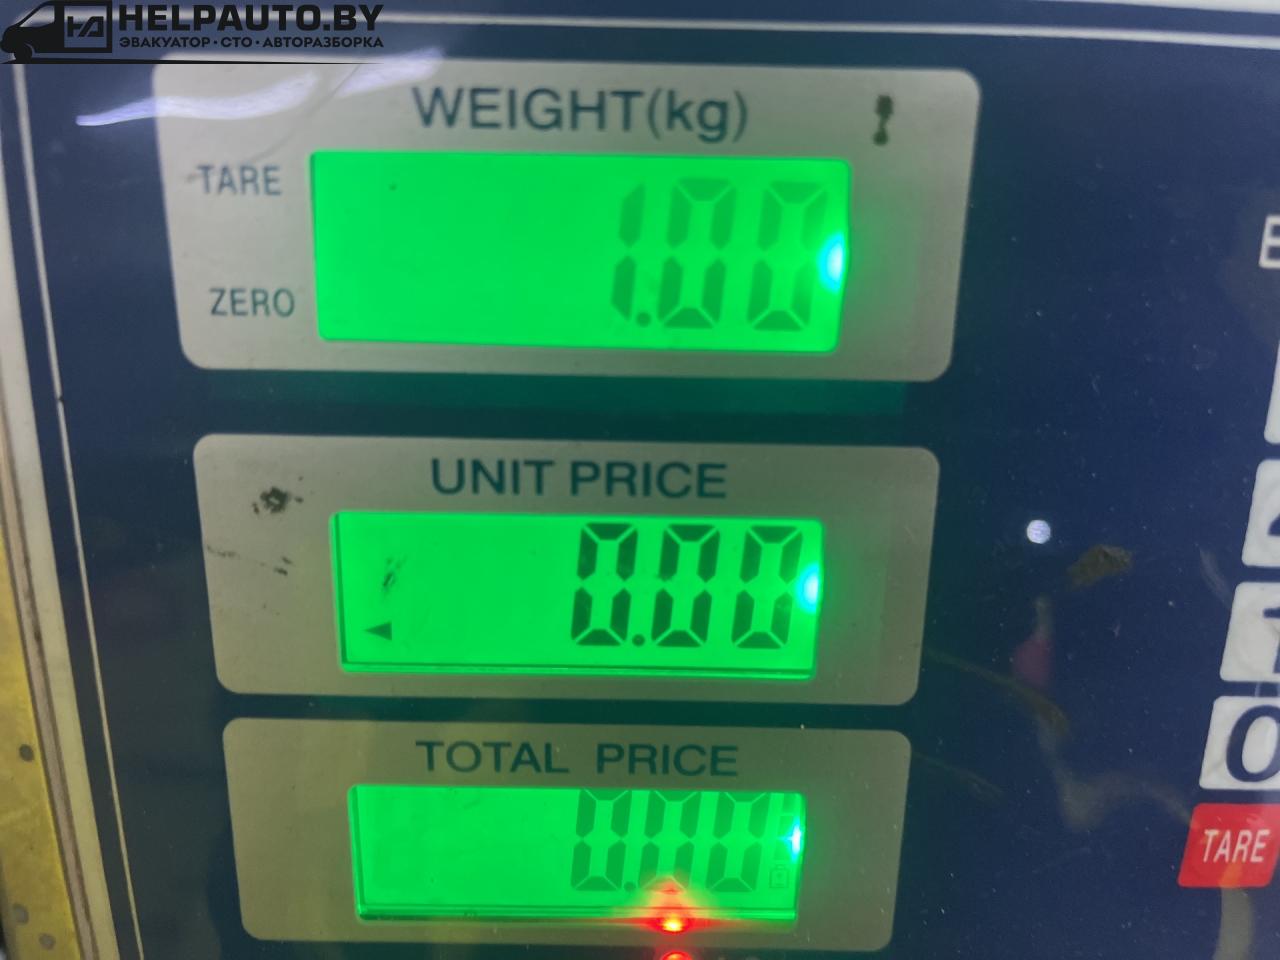 HELPAUTO.BY
ЭВАКУАТОР·СТО·АВТОРАЗБОРКА
WEIGHT(kg)
TARE
1.00
ZERO
UNIT PRICE
0.00
TOTAL PRICE
0.00
0
TARE